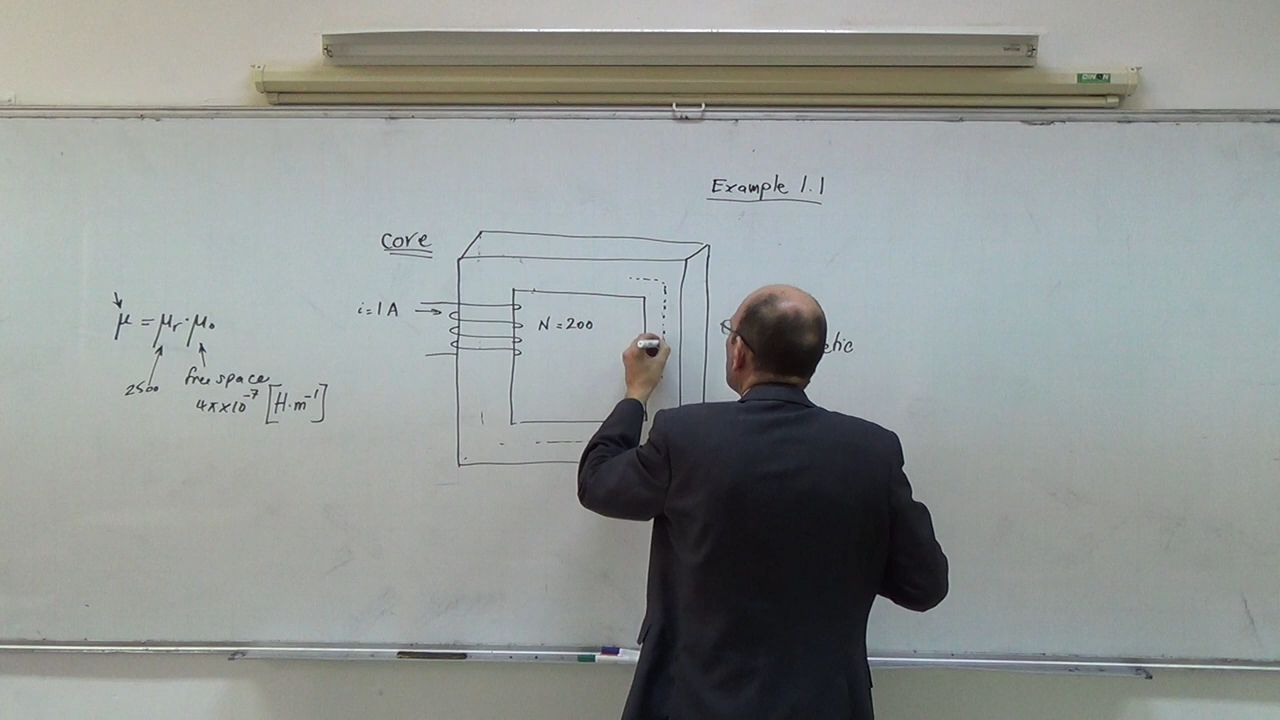 Example 1.1
core
i=1A
N=200
μ = μr · μ₀
2500
free space
4π×10⁻⁷ [H·m⁻¹]